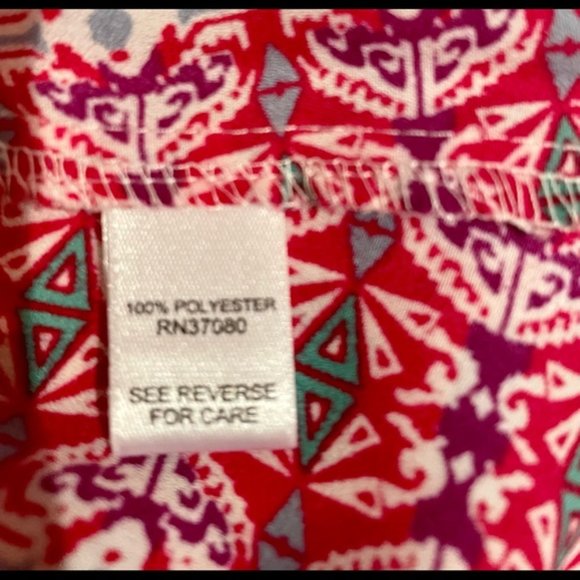 100% POLYESTER
RN37080
SEE REVERSE
FOR CARE